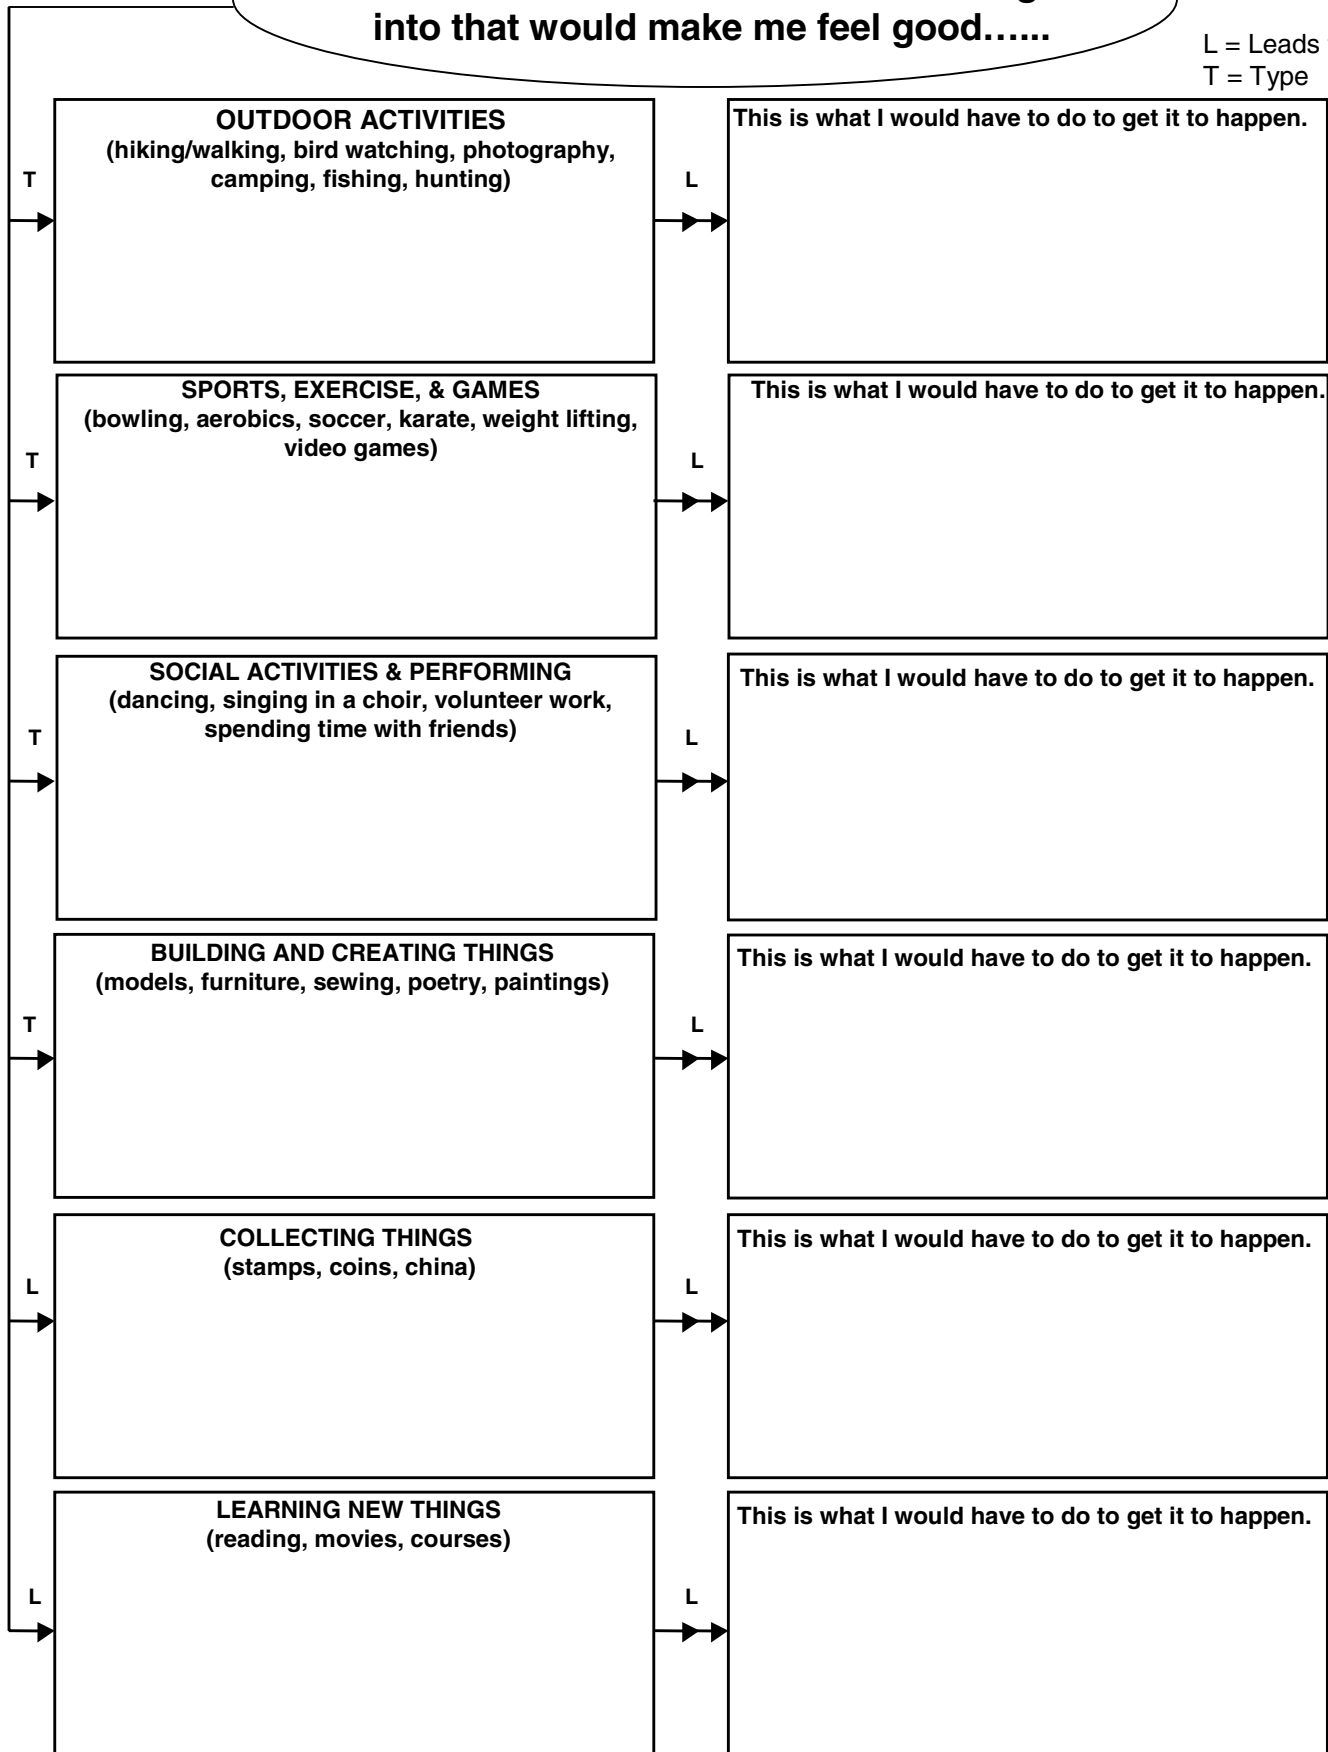 into that would make me feel good…...
L = Leads
T = Type
OUTDOOR ACTIVITIES
(hiking/walking, bird watching, photography,
camping, fishing, hunting)
T
L
This is what I would have to do to get it to happen.
SPORTS, EXERCISE, & GAMES
(bowling, aerobics, soccer, karate, weight lifting,
video games)
T
L
This is what I would have to do to get it to happen.
SOCIAL ACTIVITIES & PERFORMING
(dancing, singing in a choir, volunteer work,
spending time with friends)
T
L
This is what I would have to do to get it to happen.
BUILDING AND CREATING THINGS
(models, furniture, sewing, poetry, paintings)
T
L
This is what I would have to do to get it to happen.
COLLECTING THINGS
(stamps, coins, china)
L
L
This is what I would have to do to get it to happen.
LEARNING NEW THINGS
(reading, movies, courses)
L
L
This is what I would have to do to get it to happen.